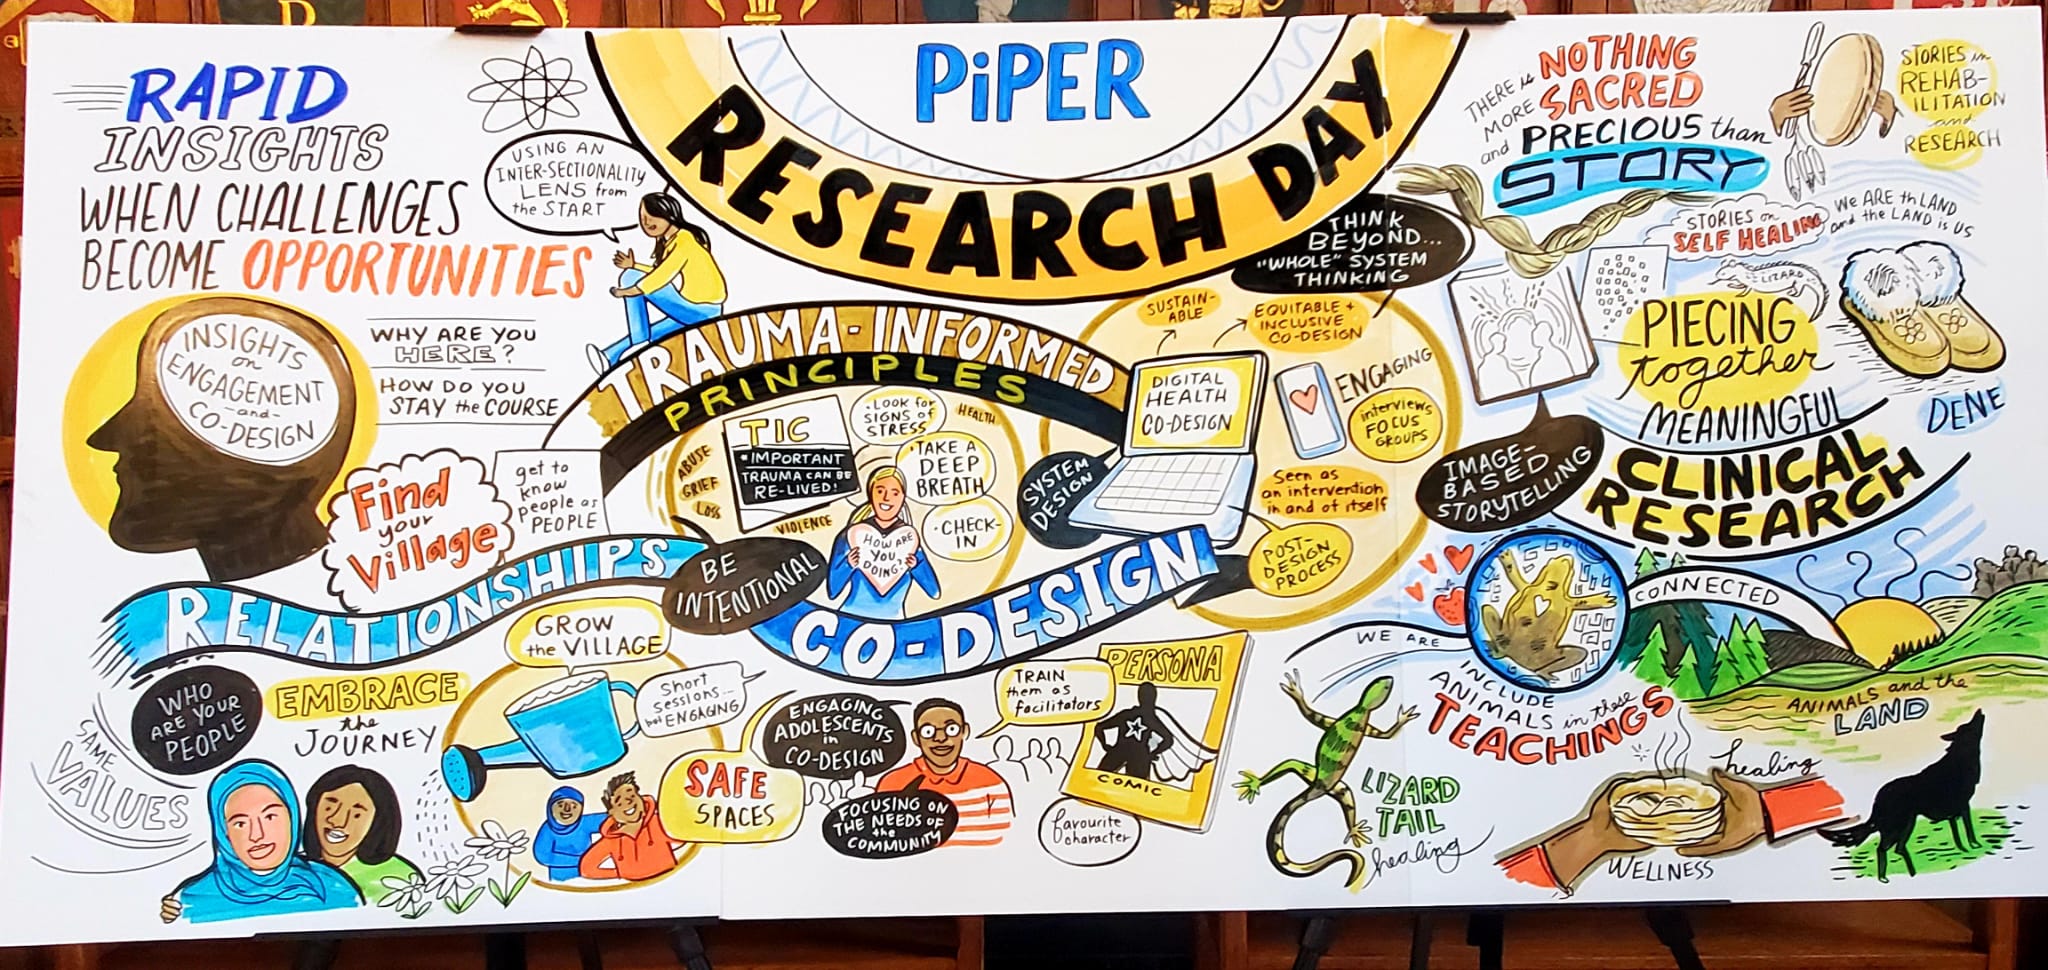 PiPER
RESEARCH DAY
RAPID
INSIGHTS
WHEN CHALLENGES
BECOME OPPORTUNITIES
USING AN
INTER-SECTIONALITY
LENS from
the START
INSIGHTS
on
ENGAGEMENT
-and-
CO-DESIGN
WHY ARE YOU
HERE?
HOW DO YOU
STAY the COURSE
Find
your
Village
get to
know
people as
PEOPLE
RELATIONSHIPS
WHO
ARE YOUR
PEOPLE
SAME
VALUES
EMBRACE
the
JOURNEY
GROW
the VILLAGE
Short
sessions...
but ENGAGING
SAFE
SPACES
TRAUMA-INFORMED
PRINCIPLES
TIC
*IMPORTANT
TRAUMA CAN BE
RE-LIVED!
ABUSE
GRIEF
LOSS
VIOLENCE
HEALTH
• LOOK for
SIGNS of
STRESS
• TAKE A
DEEP
BREATH
• CHECK-
IN
HOW ARE
YOU
DOING?
BE
INTENTIONAL
CO-DESIGN
THINK
BEYOND...
"WHOLE" SYSTEM
THINKING
SUSTAIN-
ABLE
EQUITABLE +
INCLUSIVE
CO-DESIGN
DIGITAL
HEALTH
CO-DESIGN
SYSTEM
DESIGN
ENGAGING
interviews
FOCUS
GROUPS
Seen as
an intervention
in and of itself
POST-
DESIGN
PROCESS
ENGAGING
ADOLESCENTS
in
CO-DESIGN
TRAIN
them as
facilitators
FOCUSING ON
THE NEEDS OF
the
COMMUNITY
PERSONA
COMIC
favourite
character
THERE is NOTHING
MORE SACRED
and PRECIOUS than
STORY
STORIES in
REHAB-
ILITATION
-and-
RESEARCH
STORIES on
SELF HEALING
WE ARE th LAND
and the LAND is US
LIZARD
PIECING
together
MEANINGFUL
CLINICAL
RESEARCH
DENE
IMAGE-
BASED
STORYTELLING
WE ARE
CONNECTED
INCLUDE
ANIMALS in these
TEACHINGS
ANIMALS and the
LAND
LIZARD
TAIL
healing
healing
WELLNESS